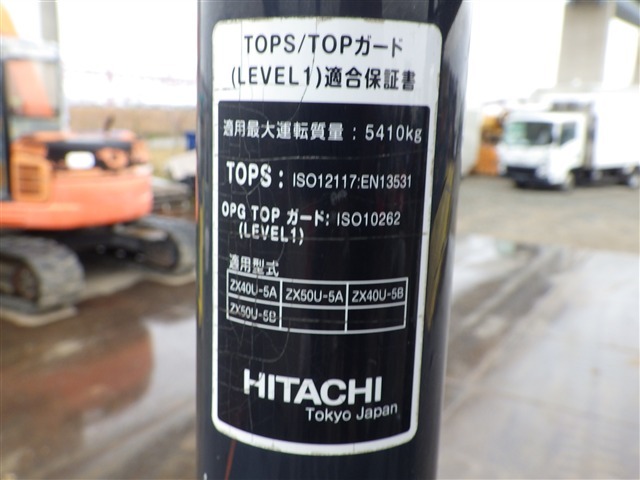 TOPS/TOPガード
(LEVEL1)適合保証書
適用最大運転質量：5410kg
TOPS：ISO12117:EN13531
OPG TOP ガード：ISO10262
(LEVEL1)
適用型式
ZX40U-5A ZX50U-5A ZX40U-5B
ZX50U-5B
HITACHI
Tokyo Japan